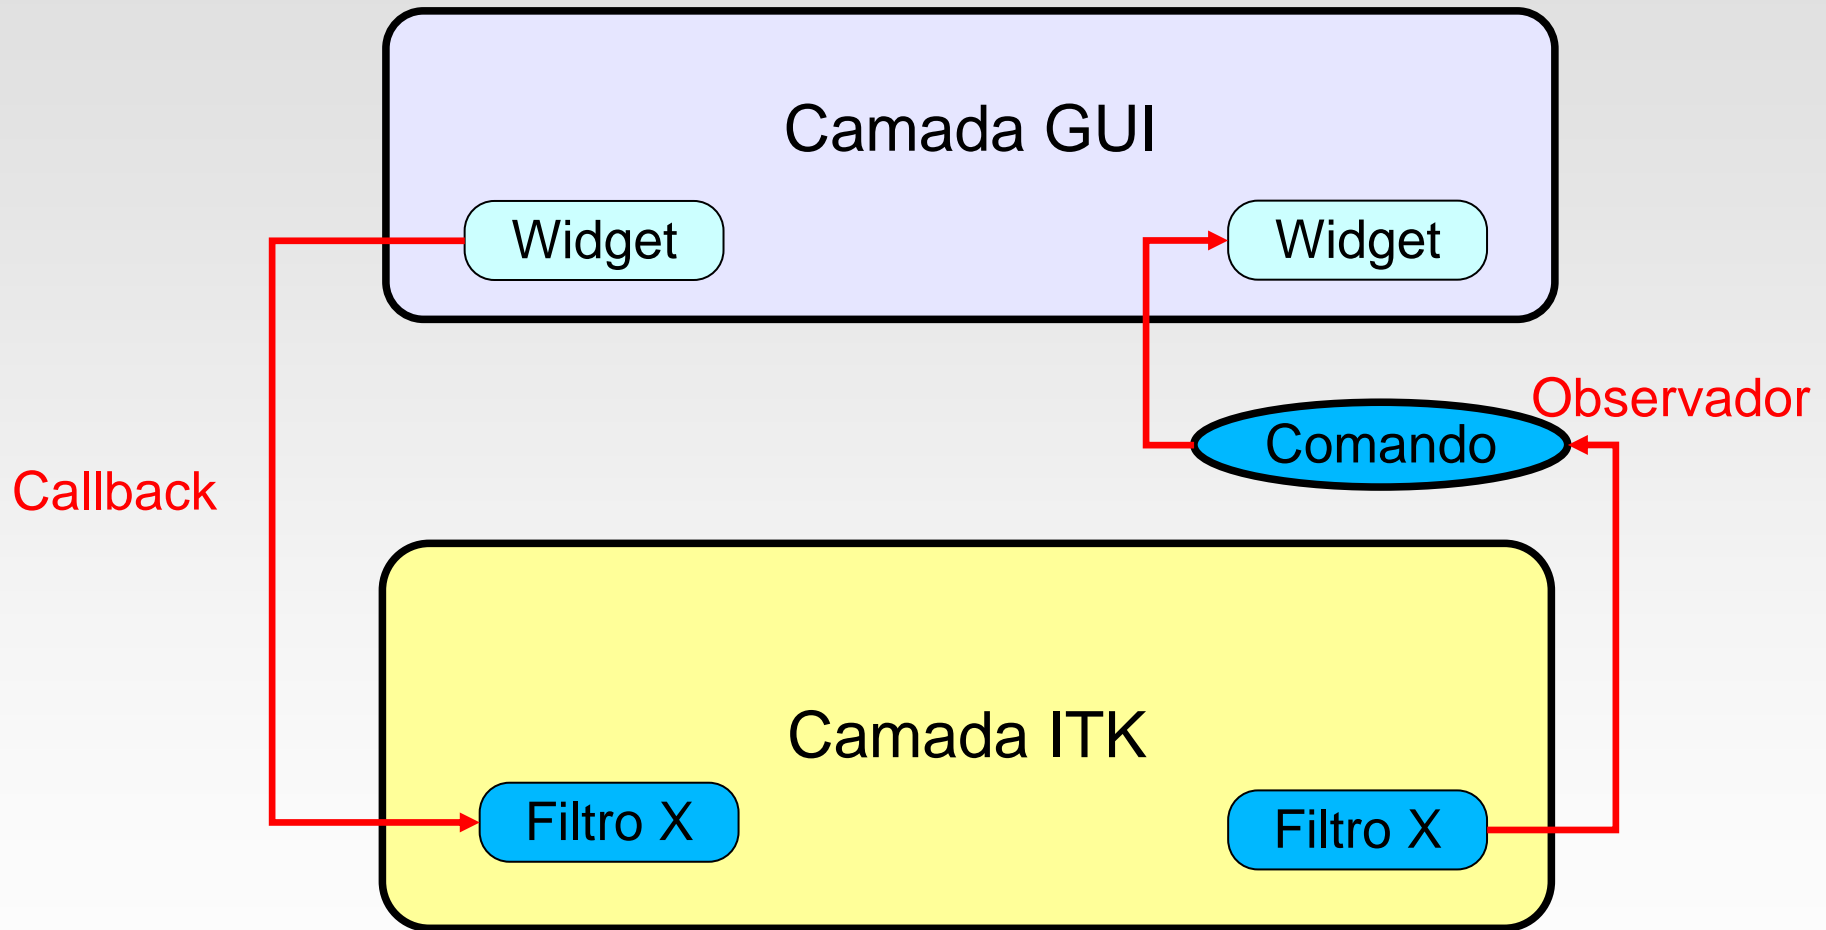 Camada GUI
Widget
Widget
Observador
Comando
Callback
Camada ITK
Filtro X
Filtro X